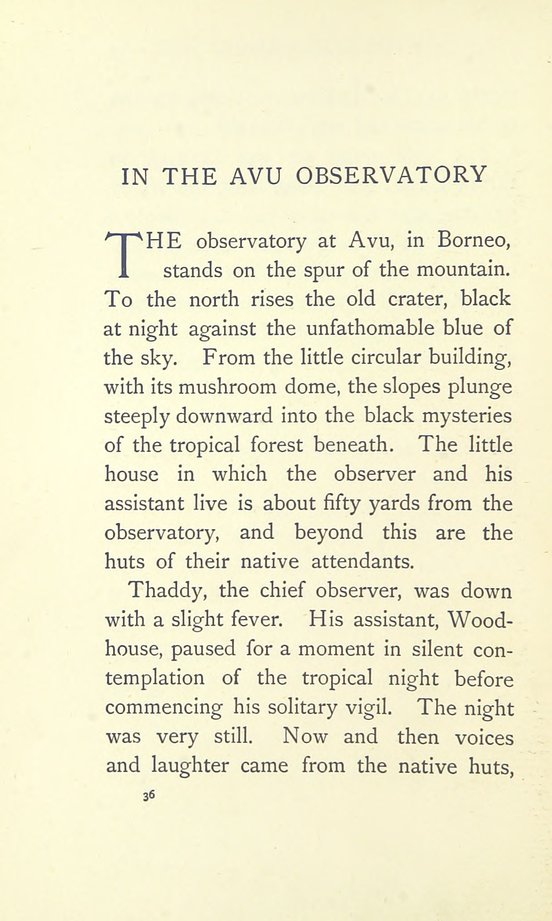 IN THE AVU OBSERVATORY
THE observatory at Avu, in Borneo,
stands on the spur of the mountain.
To the north rises the old crater, black
at night against the unfathomable blue of
the sky. From the little circular building,
with its mushroom dome, the slopes plunge
steeply downward into the black mysteries
of the tropical forest beneath. The little
house in which the observer and his
assistant live is about fifty yards from the
observatory, and beyond this are the
huts of their native attendants.
Thaddy, the chief observer, was down
with a slight fever. His assistant, Wood-
house, paused for a moment in silent con-
templation of the tropical night before
commencing his solitary vigil. The night
was very still. Now and then voices
and laughter came from the native huts,
36